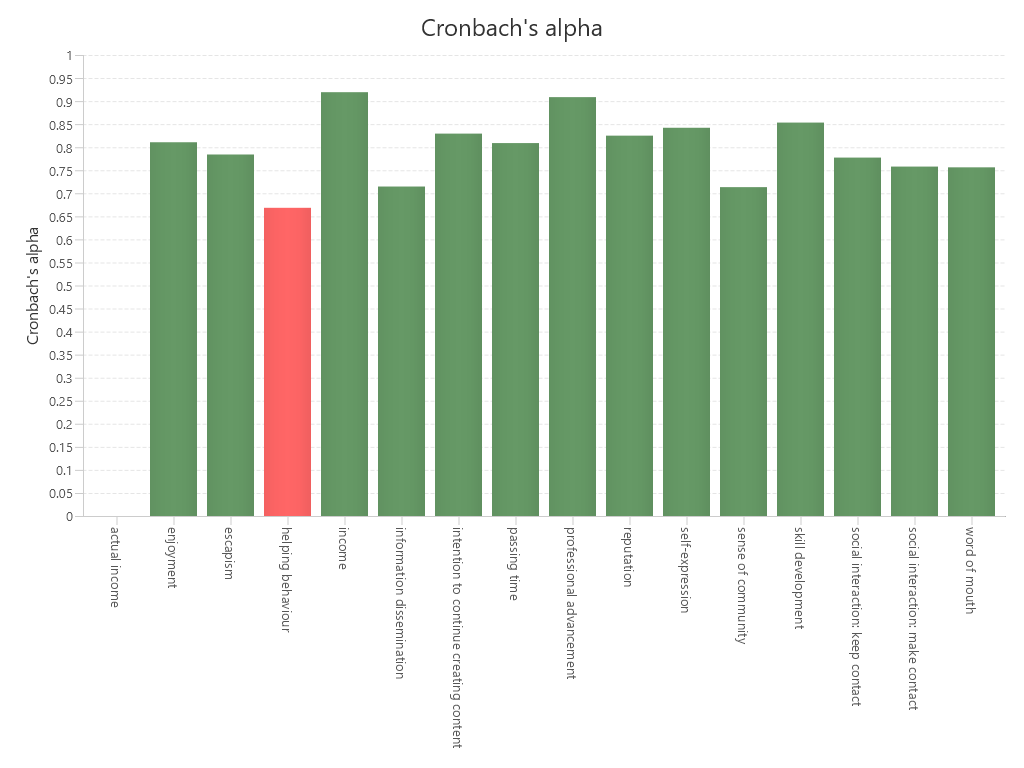 Cronbach's alpha
Cronbach's alpha
1
0.95
0.9
0.85
0.8
0.75
0.7
0.65
0.6
0.55
0.5
0.45
0.4
0.35
0.3
0.25
0.2
0.15
0.1
0.05
0
actual income
enjoyment
escapism
helping behaviour
income
information dissemination
intention to continue creating content
passing time
professional advancement
reputation
self-expression
sense of community
skill development
social interaction: keep contact
social interaction: make contact
word of mouth